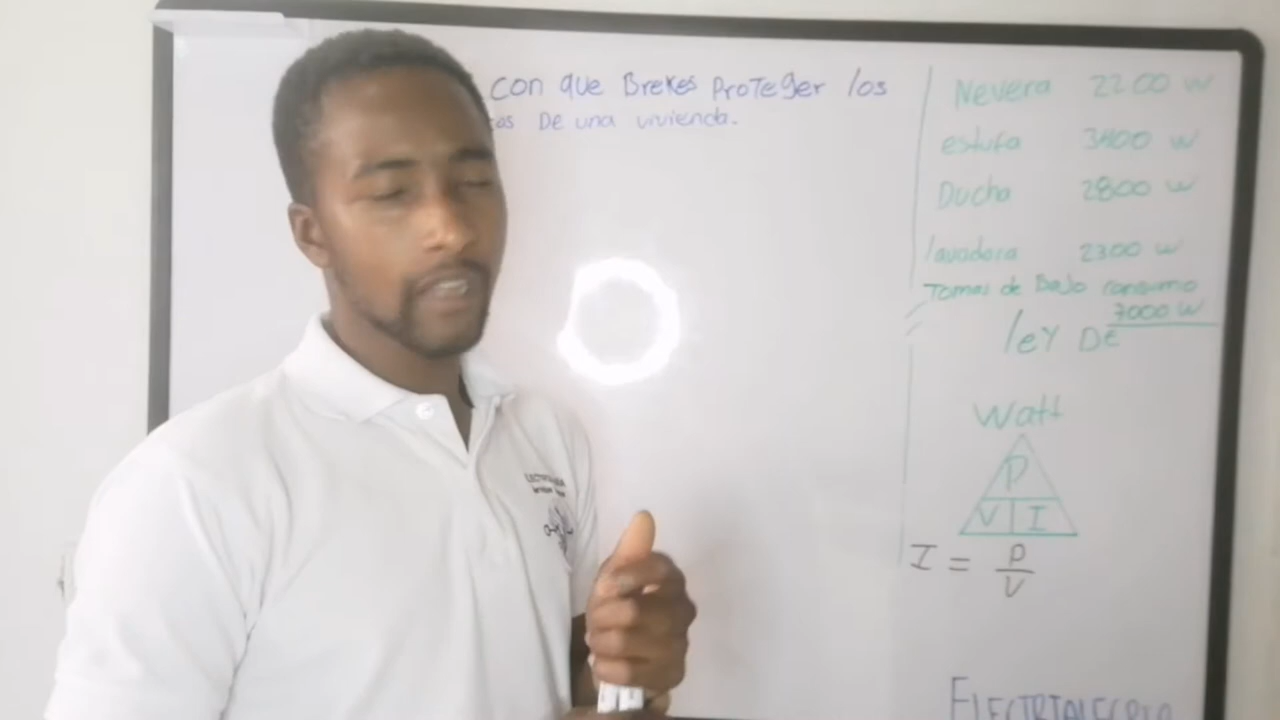 con que Brekes ProTeger los
De una vivienda.
Nevera 2200 w
estufa 3400 w
Ducha 2800 w
lavadora 2300 w
Tomas de Bajo consumo
7000 w
ley De
Watt
P
V I
I = P
V